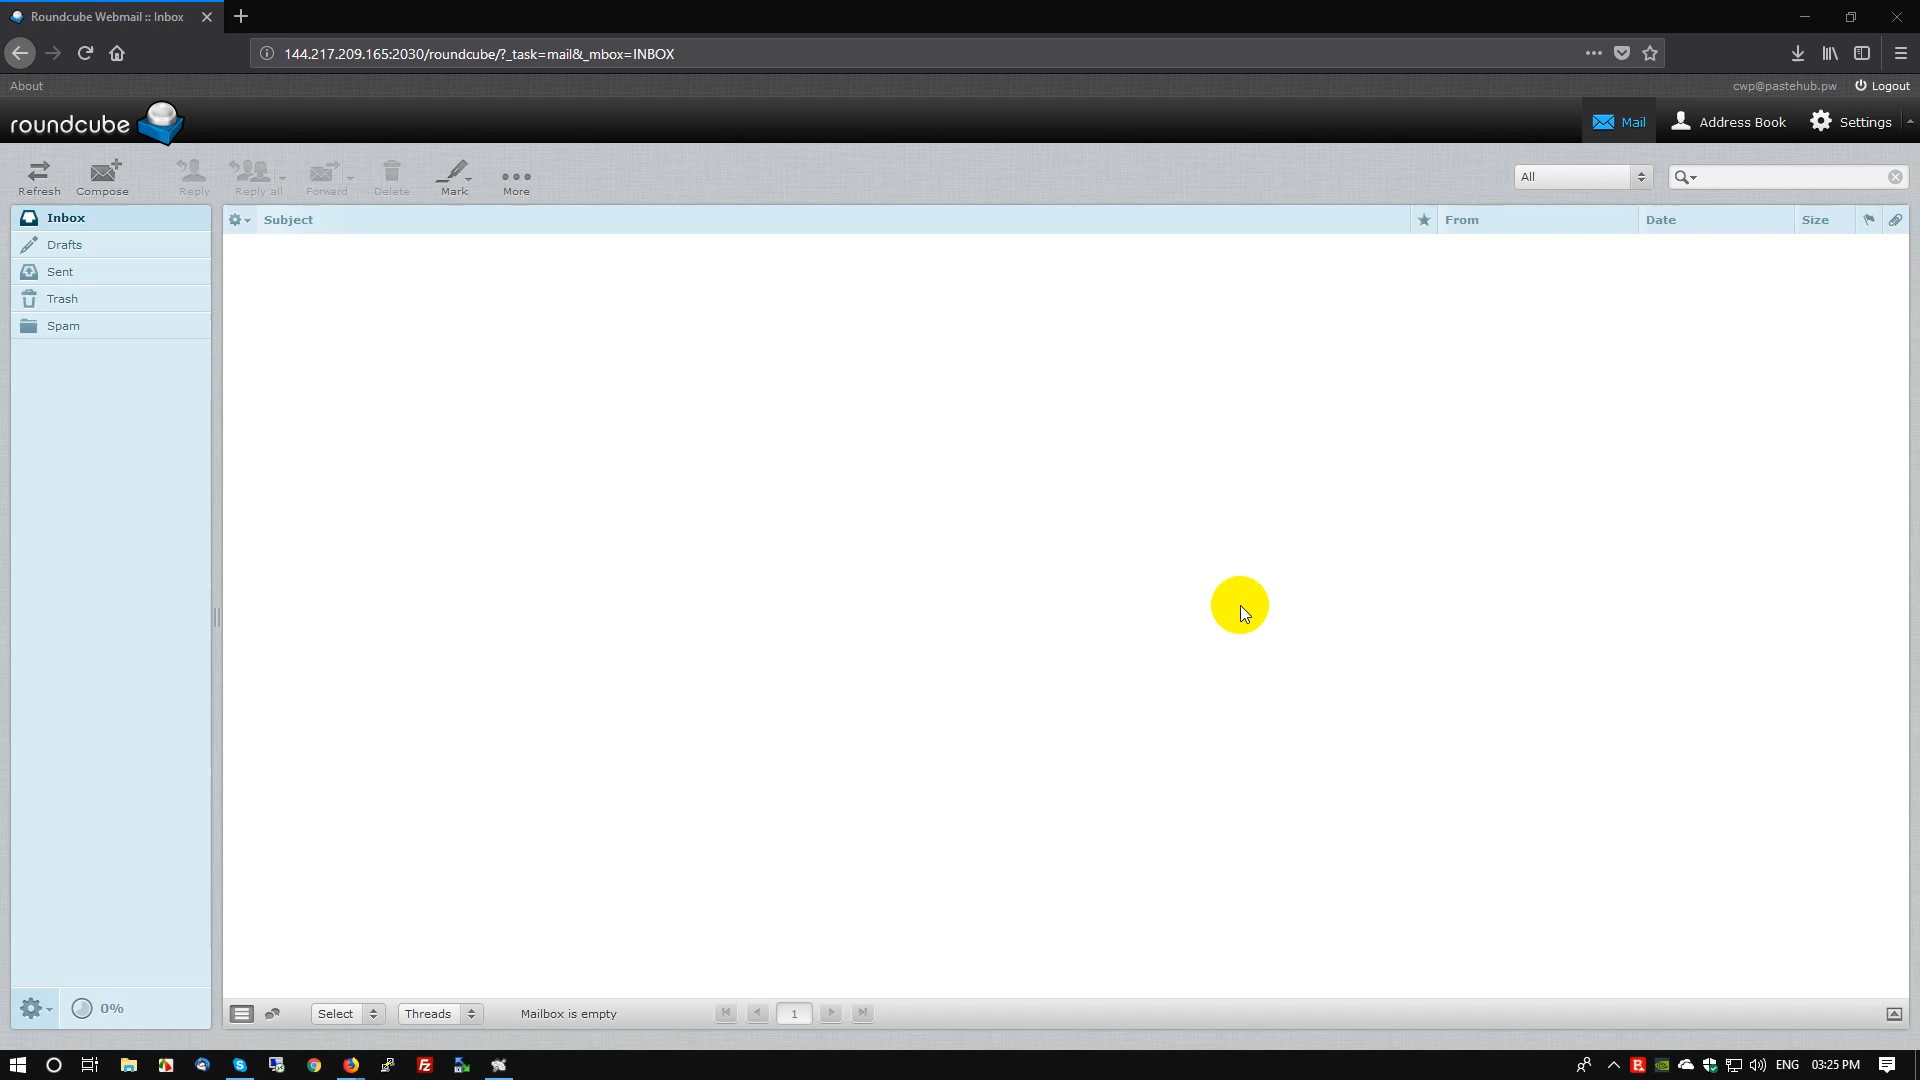 Roundcube Webmail :: Inbox
144.217.209.165:2030/roundcube/?_task=mail&_mbox=INBOX
About
cwp@pastehub.pw
Logout
roundcube
Mail
Address Book
Settings
Refresh
Compose
Reply
Reply all
Forward
Delete
Mark
More
All
Inbox
Drafts
Sent
Trash
Spam
Subject
From
Date
Size
0%
Select
Threads
Mailbox is empty
1
ENG
03:25 PM